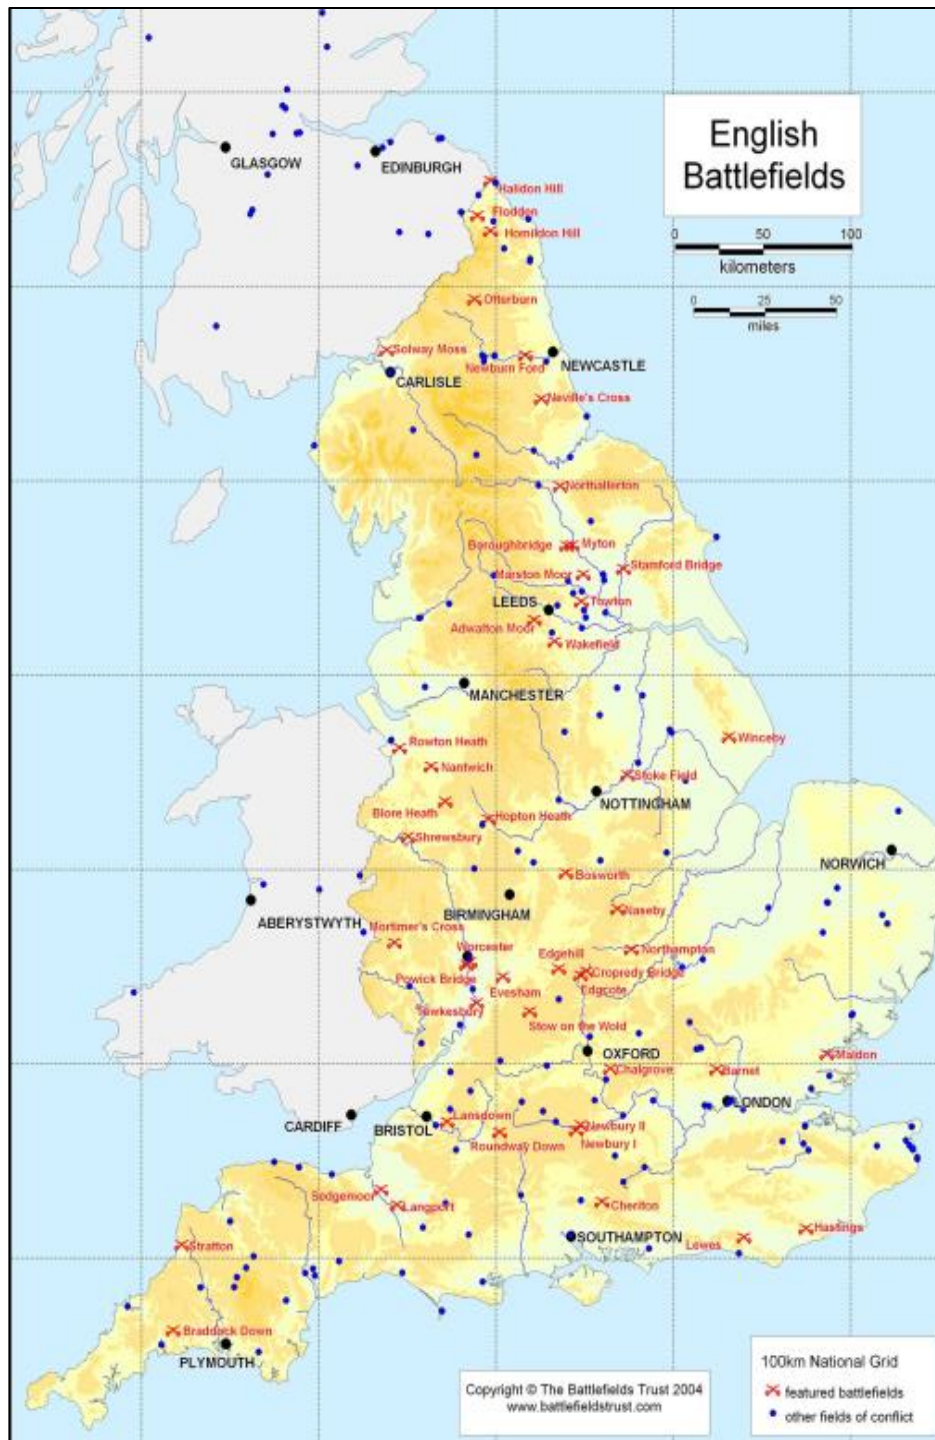 English
Battlefields
0 50 100
kilometers
0 25 50
miles
GLASGOW
EDINBURGH
Halidon Hill
Flodden
Homildon Hill
Otterburn
Solway Moss
CARLISLE
Newburn Ford
NEWCASTLE
Neville's Cross
Northallerton
Boroughbridge
Myton
Marston Moor
Stamford Bridge
LEEDS
Towton
Adwalton Moor
Wakefield
MANCHESTER
Rowton Heath
Winceby
Nantwich
Stoke Field
NOTTINGHAM
Blore Heath
Hopton Heath
Shrewsbury
NORWICH
Bosworth
ABERYSTWYTH
BIRMINGHAM
Naseby
Mortimer's Cross
Worcester
Northampton
Edgehill
Cropredy Bridge
Powick Bridge
Evesham
Edgcote
Tewkesbury
Stow on the Wold
OXFORD
Maldon
Chalgrove
Barnet
LONDON
CARDIFF
BRISTOL
Lansdown
Roundway Down
Newbury II
Newbury I
Sedgemoor
Langport
Cheriton
SOUTHAMPTON
Lewes
Hastings
Stratton
Braddock Down
PLYMOUTH
Copyright © The Battlefields Trust 2004
www.battlefieldstrust.com
100km National Grid
featured battlefields
other fields of conflict